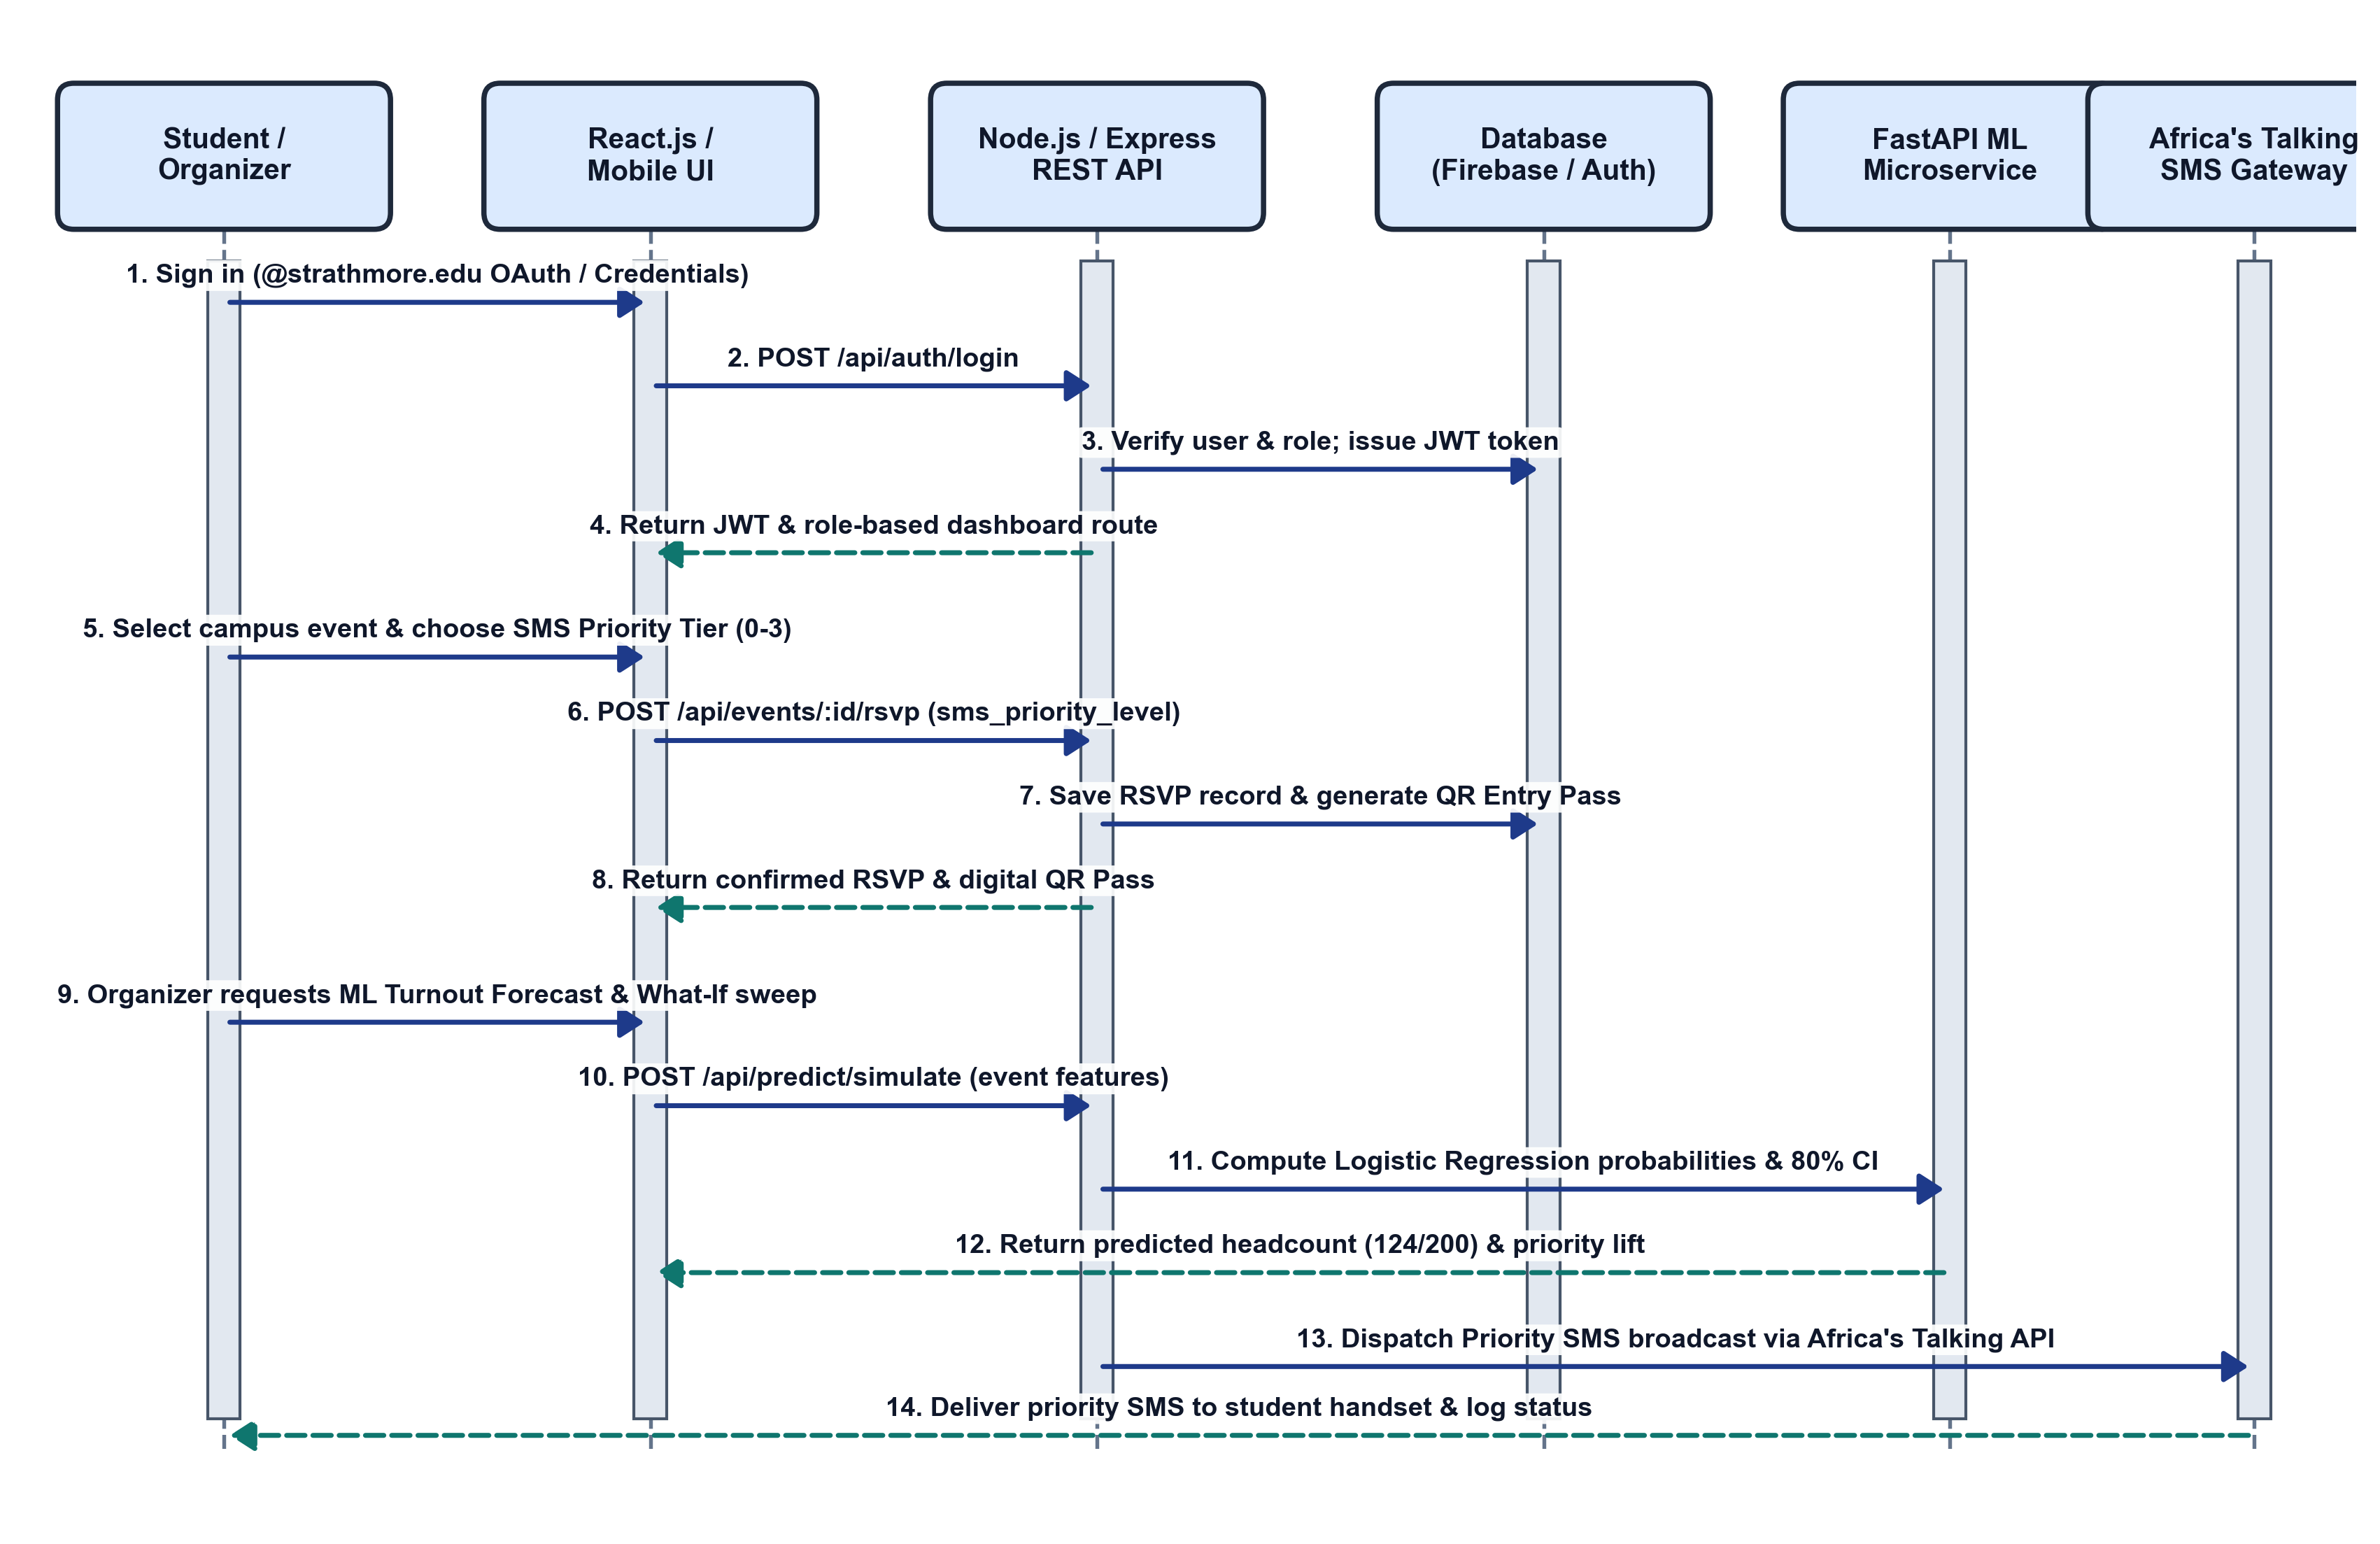 Student /
Organizer
React.js /
Mobile UI
Node.js / Express
REST API
Database
(Firebase / Auth)
FastAPI ML
Microservice
Africa's Talking
SMS Gateway
1. Sign in (@strathmore.edu OAuth / Credentials)
2. POST /api/auth/login
3. Verify user & role; issue JWT token
4. Return JWT & role-based dashboard route
5. Select campus event & choose SMS Priority Tier (0-3)
6. POST /api/events/:id/rsvp (sms_priority_level)
7. Save RSVP record & generate QR Entry Pass
8. Return confirmed RSVP & digital QR Pass
9. Organizer requests ML Turnout Forecast & What-If sweep
10. POST /api/predict/simulate (event features)
11. Compute Logistic Regression probabilities & 80% CI
12. Return predicted headcount (124/200) & priority lift
13. Dispatch Priority SMS broadcast via Africa's Talking API
14. Deliver priority SMS to student handset & log status